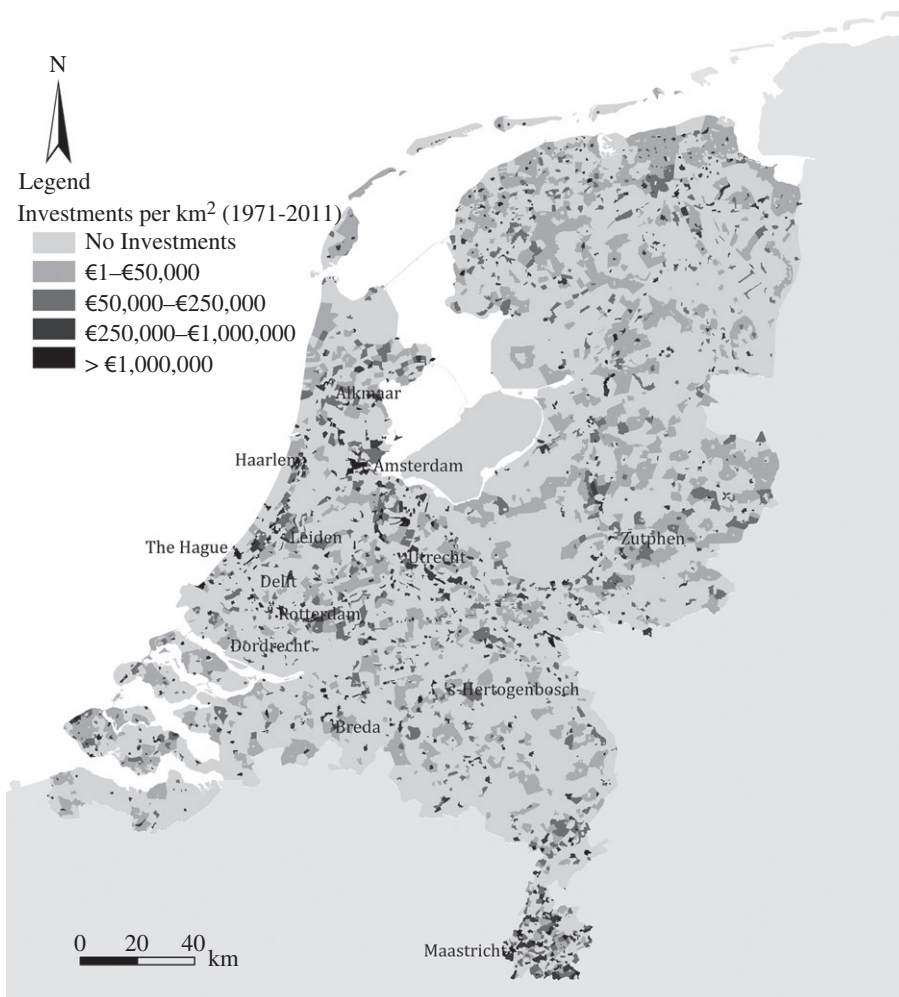 N
Legend
Investments per km² (1971-2011)
No Investments
€1–€50,000
€50,000–€250,000
€250,000–€1,000,000
> €1,000,000
Alkmaar
Haarlem
Amsterdam
Leiden
The Hague
Zutphen
Utrecht
Delft
Rotterdam
Dordrecht
's-Hertogenbosch
Breda
Maastricht
0 20 40
km